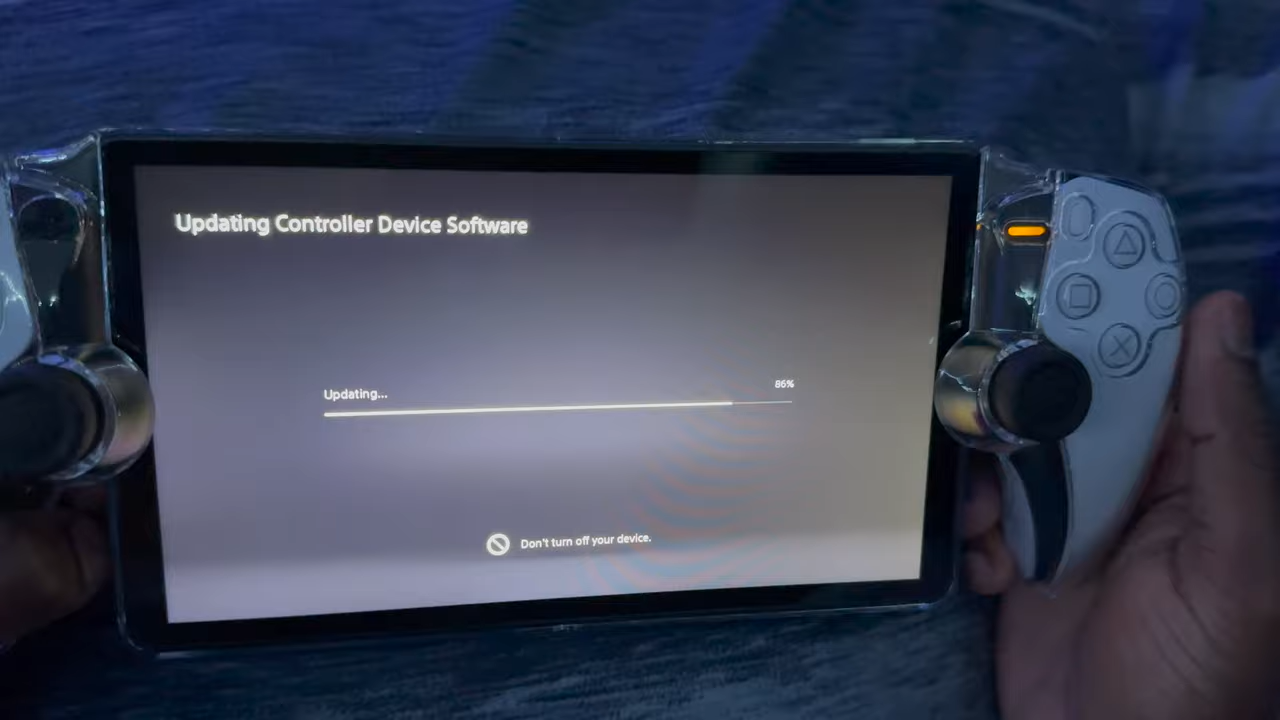 Updating Controller Device Software
Updating...
86%
Don't turn off your device.